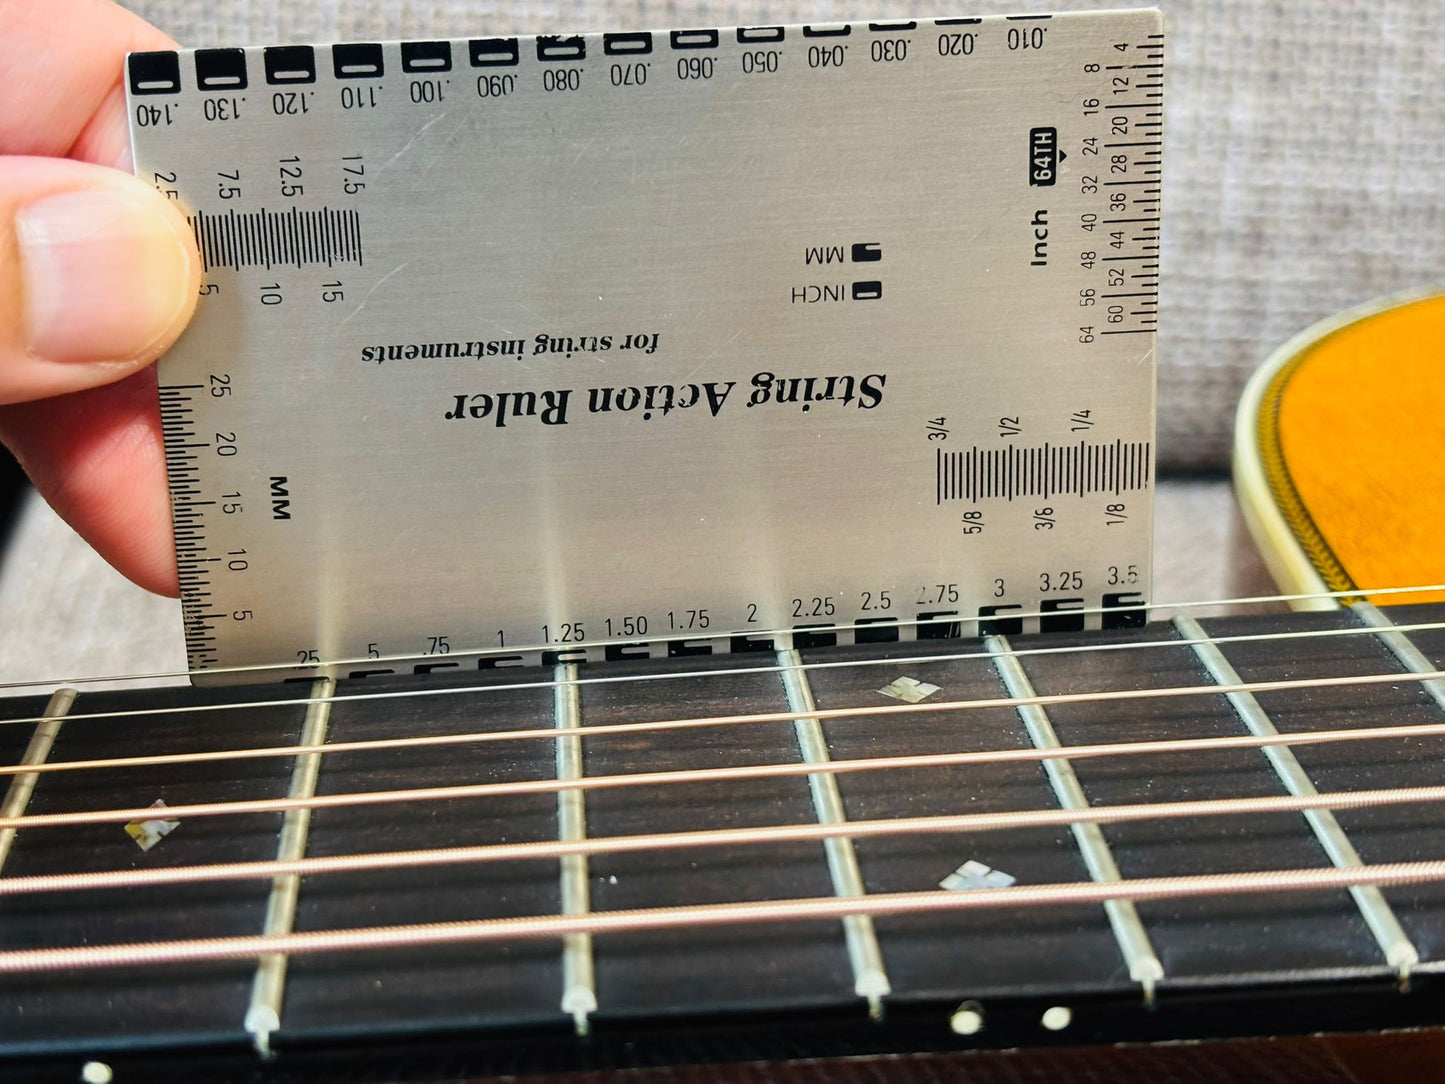 .140 .130 .120 .110 .100 .090 .080 .070 .060 .050 .040 .030 .020 .010
2.5 7.5 12.5 17.5
5 10 15
4
8 12
16 20
24 28
32 36
40 44
48 52
56 60
64
64TH
Inch
MM
INCH
for string instruments
String Action Ruler
25
20
15
10
5
MM
3/4 1/2 1/4
5/8 3/6 1/8
.5 .75 1 1.25 1.50 1.75 2 2.25 2.5 2.75 3 3.25 3.5